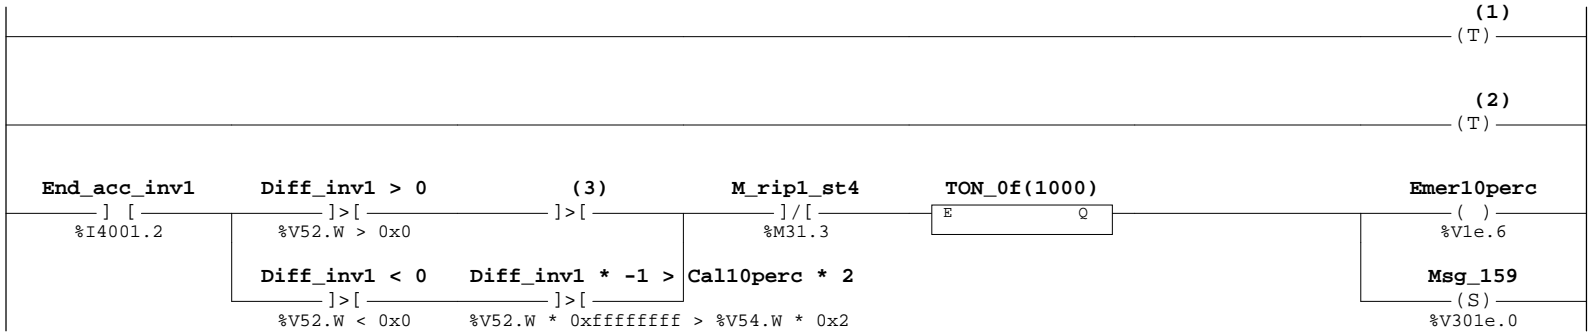 (1)
(T)
(2)
(T)
End_acc_inv1 Diff_inv1 > 0 (3) M_rip1_st4 TON_0f(1000) Emer10perc
] [ ]>[ ]>[ ]/[ E Q ( )
%I4001.2 %V52.W > 0x0 %M31.3 %V1e.6
Diff_inv1 < 0 Diff_inv1 * -1 > Cal10perc * 2 Msg_159
]>[ ]>[ (S)
%V52.W < 0x0 %V52.W * 0xffffffff > %V54.W * 0x2 %V301e.0